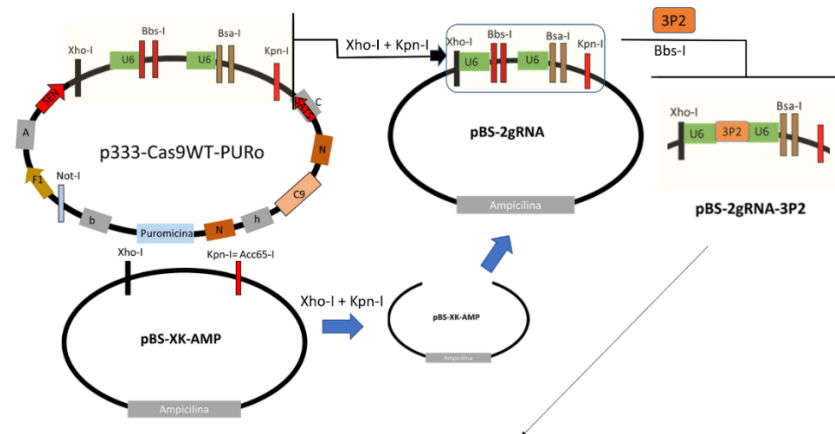 Xho-I
U6
Bbs-I
U6
Bsa-I
Kpn-I
SEN
A
F1
Not-I
b
Puromicina
N
h
C9
N
C
p333-Cas9WT-PURo
Xho-I + Kpn-I
Xho-I
U6
Bbs-I
U6
Bsa-I
Kpn-I
pBS-2gRNA
Ampicilina
3P2
Bbs-I
Xho-I
U6
3P2
U6
Bsa-I
pBS-2gRNA-3P2
Xho-I
Kpn-I= Acc65-I
pBS-XK-AMP
Ampicilina
Xho-I + Kpn-I
pBS-XK-AMP
Ampicilina